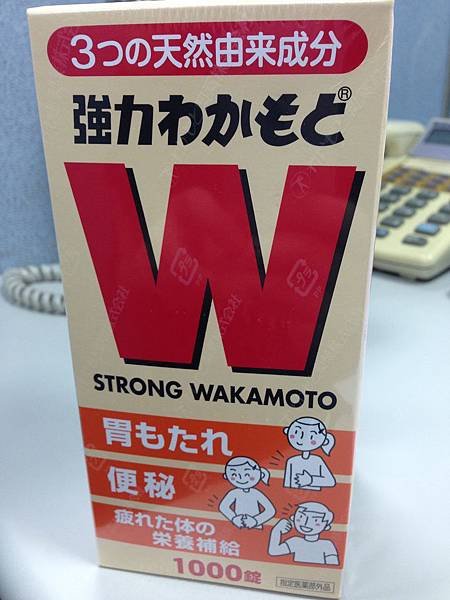 3つの天然由来成分
強力わかもと®
W
STRONG WAKAMOTO
胃もたれ
便秘
疲れた体の
栄養補給
1000錠
指定医薬部外品